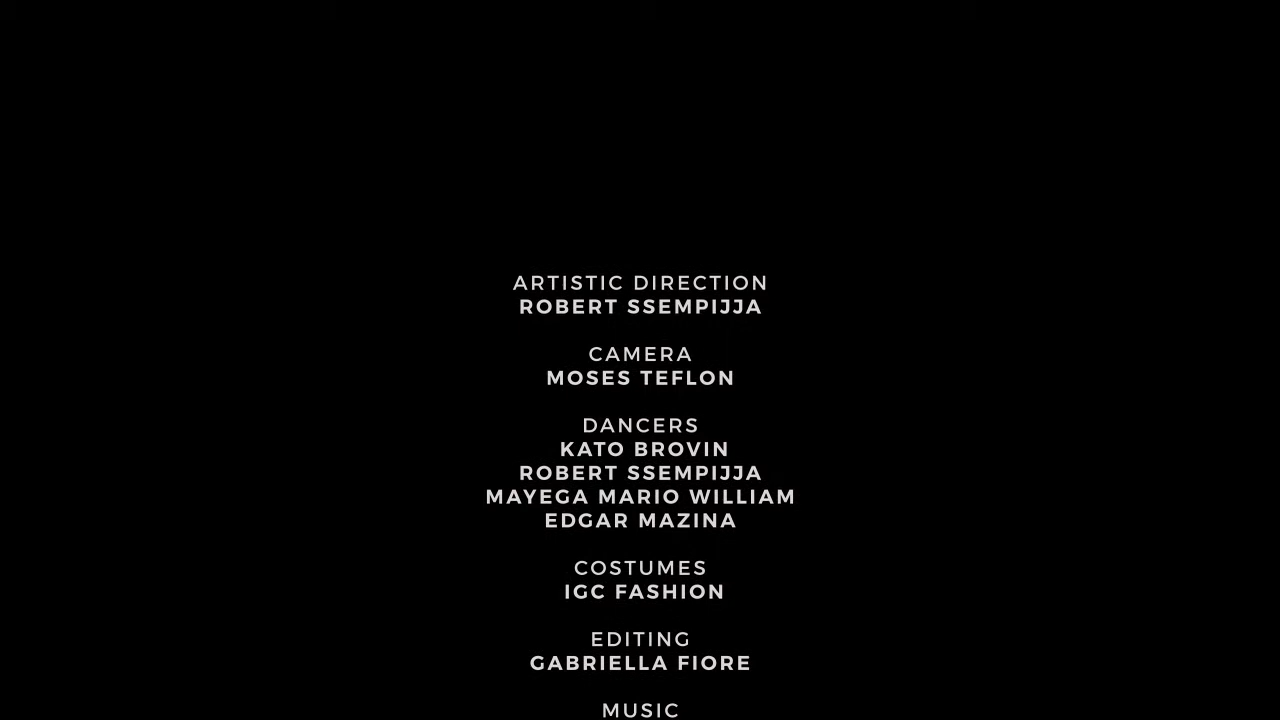 ARTISTIC DIRECTION
ROBERT SSEMPIJJA
CAMERA
MOSES TEFLON
DANCERS
KATO BROVIN
ROBERT SSEMPIJJA
MAYEGA MARIO WILLIAM
EDGAR MAZINA
COSTUMES
IGC FASHION
EDITING
GABRIELLA FIORE
MUSIC